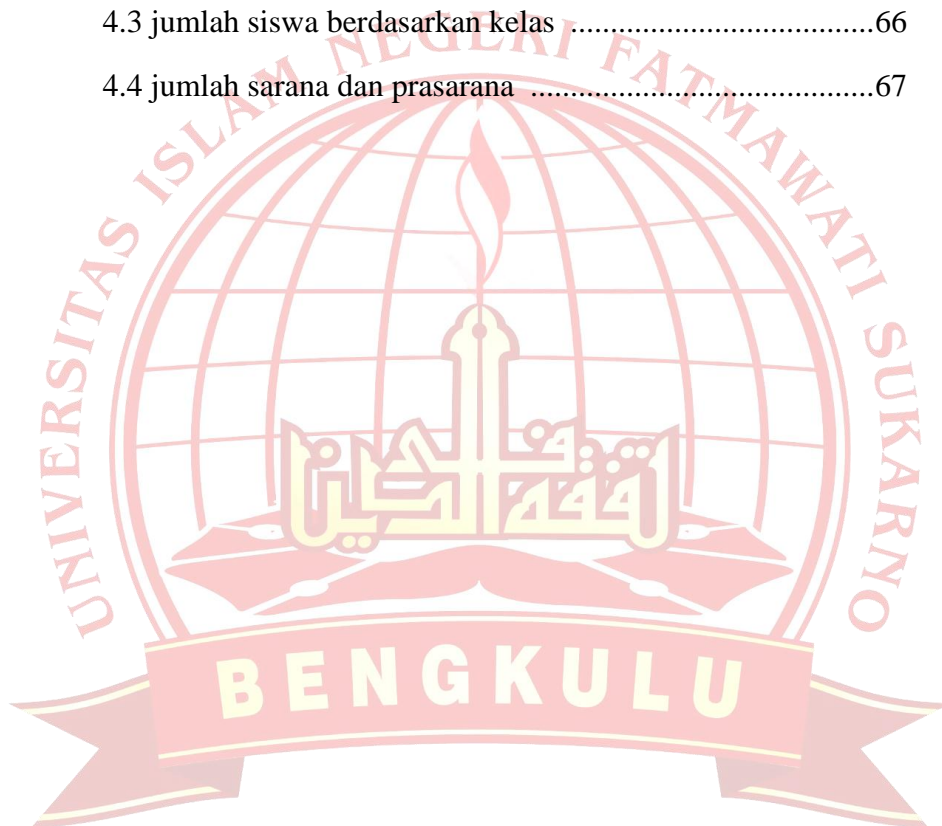 4.3 jumlah siswa berdasarkan kelas ......................................66
4.4 jumlah sarana dan prasarana ...........................................67
UNIVERSITAS ISLAM NEGERI FATMAWATI SUKARNO
BENGKULU